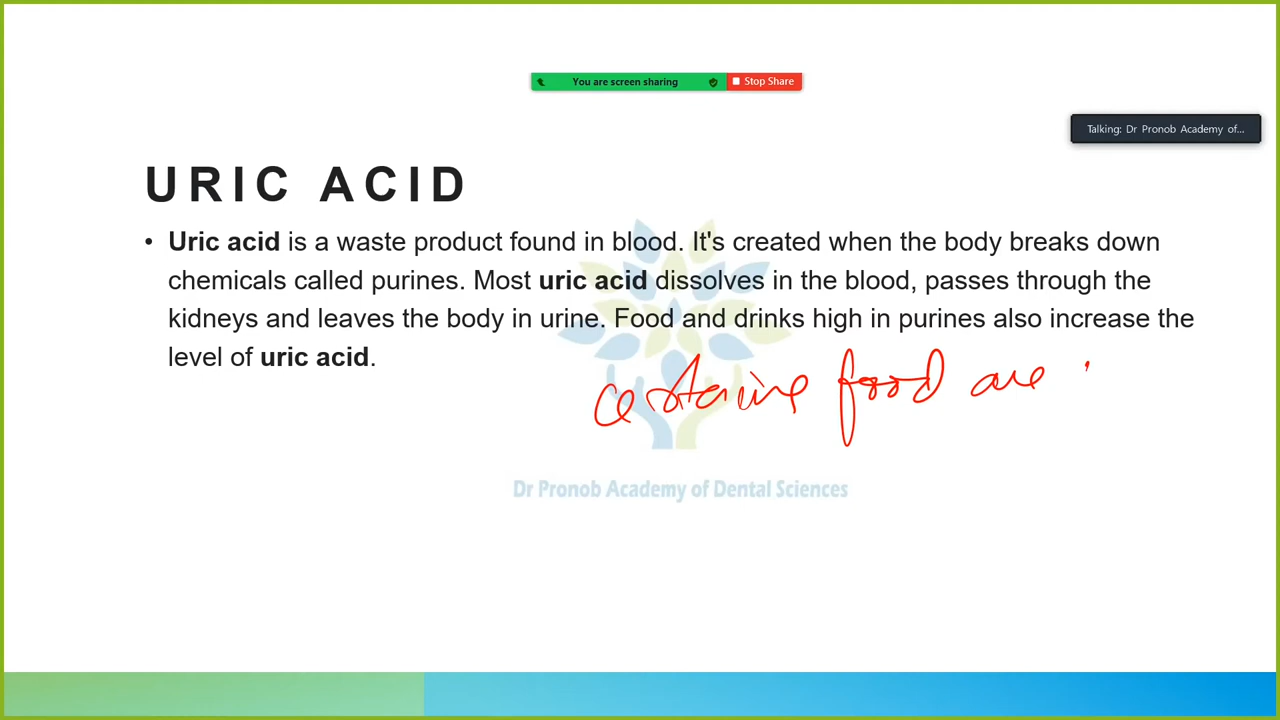 You are screen sharing Stop Share
Talking: Dr Pronob Academy of...
URIC ACID
• Uric acid is a waste product found in blood. It's created when the body breaks down
chemicals called purines. Most uric acid dissolves in the blood, passes through the
kidneys and leaves the body in urine. Food and drinks high in purines also increase the
level of uric acid.
food are
Dr Pronob Academy of Dental Sciences